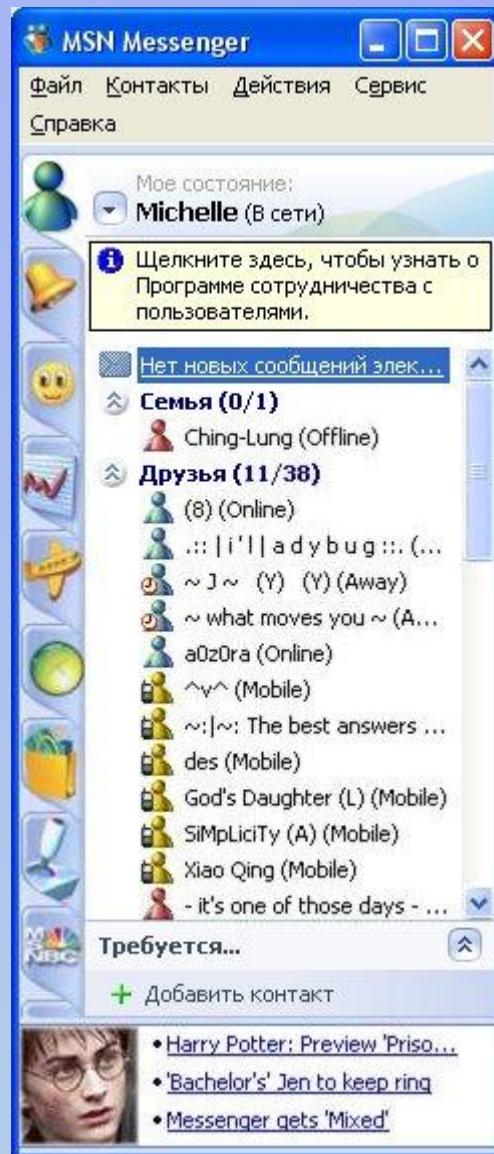 MSN Messenger
Файл Контакты Действия Сервис
Справка
Мое состояние:
Michelle (В сети)
Щелкните здесь, чтобы узнать о
Программе сотрудничества с
пользователями.
Нет новых сообщений элек...
Семья (0/1)
Ching-Lung (Offline)
Друзья (11/38)
(8) (Online)
.:: | i ' l | a d y b u g ::. (...
~ J ~ (Y) (Y) (Away)
~ what moves you ~ (A...
a0z0ra (Online)
^v^ (Mobile)
~:|~: The best answers ...
des (Mobile)
God's Daughter (L) (Mobile)
SiMpLiciTy (A) (Mobile)
Xiao Qing (Mobile)
- it's one of those days - ...
MSNBC
Требуется...
+ Добавить контакт
• Harry Potter: Preview 'Priso...
• 'Bachelor's' Jen to keep ring
• Messenger gets 'Mixed'